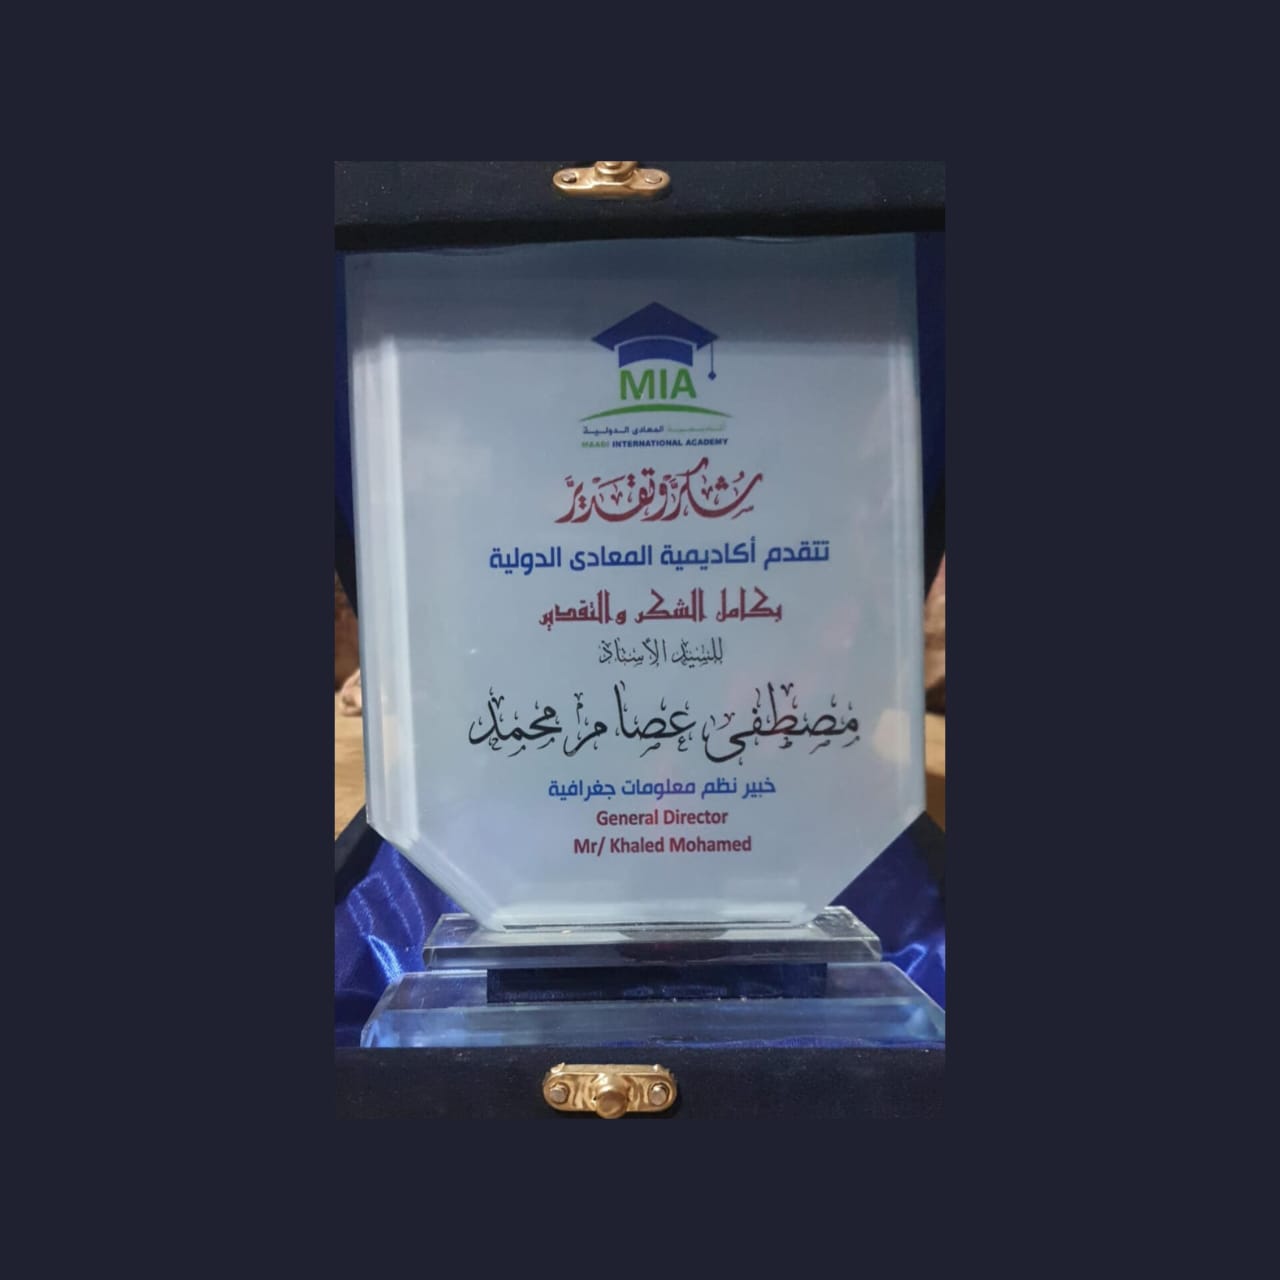 MIA
أكاديمية المعادى الدولية
MAADI INTERNATIONAL ACADEMY
شكر وتقدير
تتقدم أكاديمية المعادى الدولية
بكامل الشكر والتقدير
للسيد الأستاذ
مصطفى عصام محمد
خبير نظم معلومات جغرافية
General Director
Mr/ Khaled Mohamed